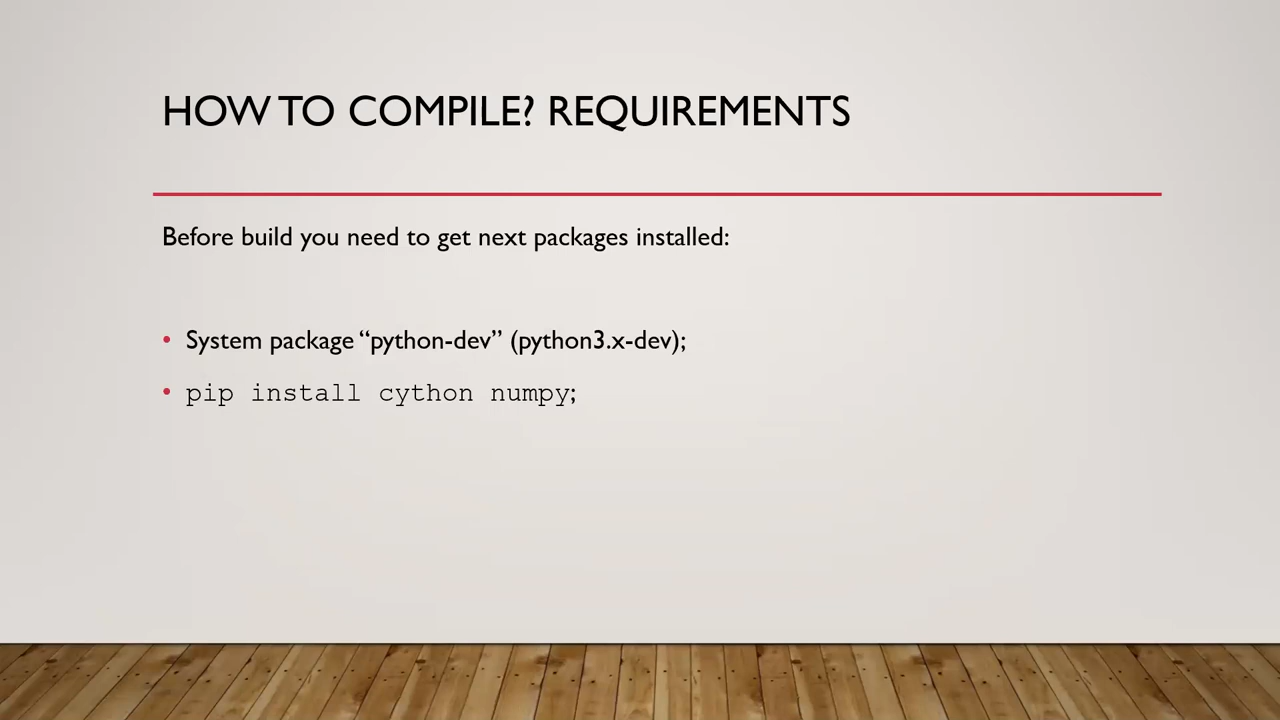 HOW TO COMPILE? REQUIREMENTS
Before build you need to get next packages installed:
• System package “python-dev” (python3.x-dev);
• pip install cython numpy;